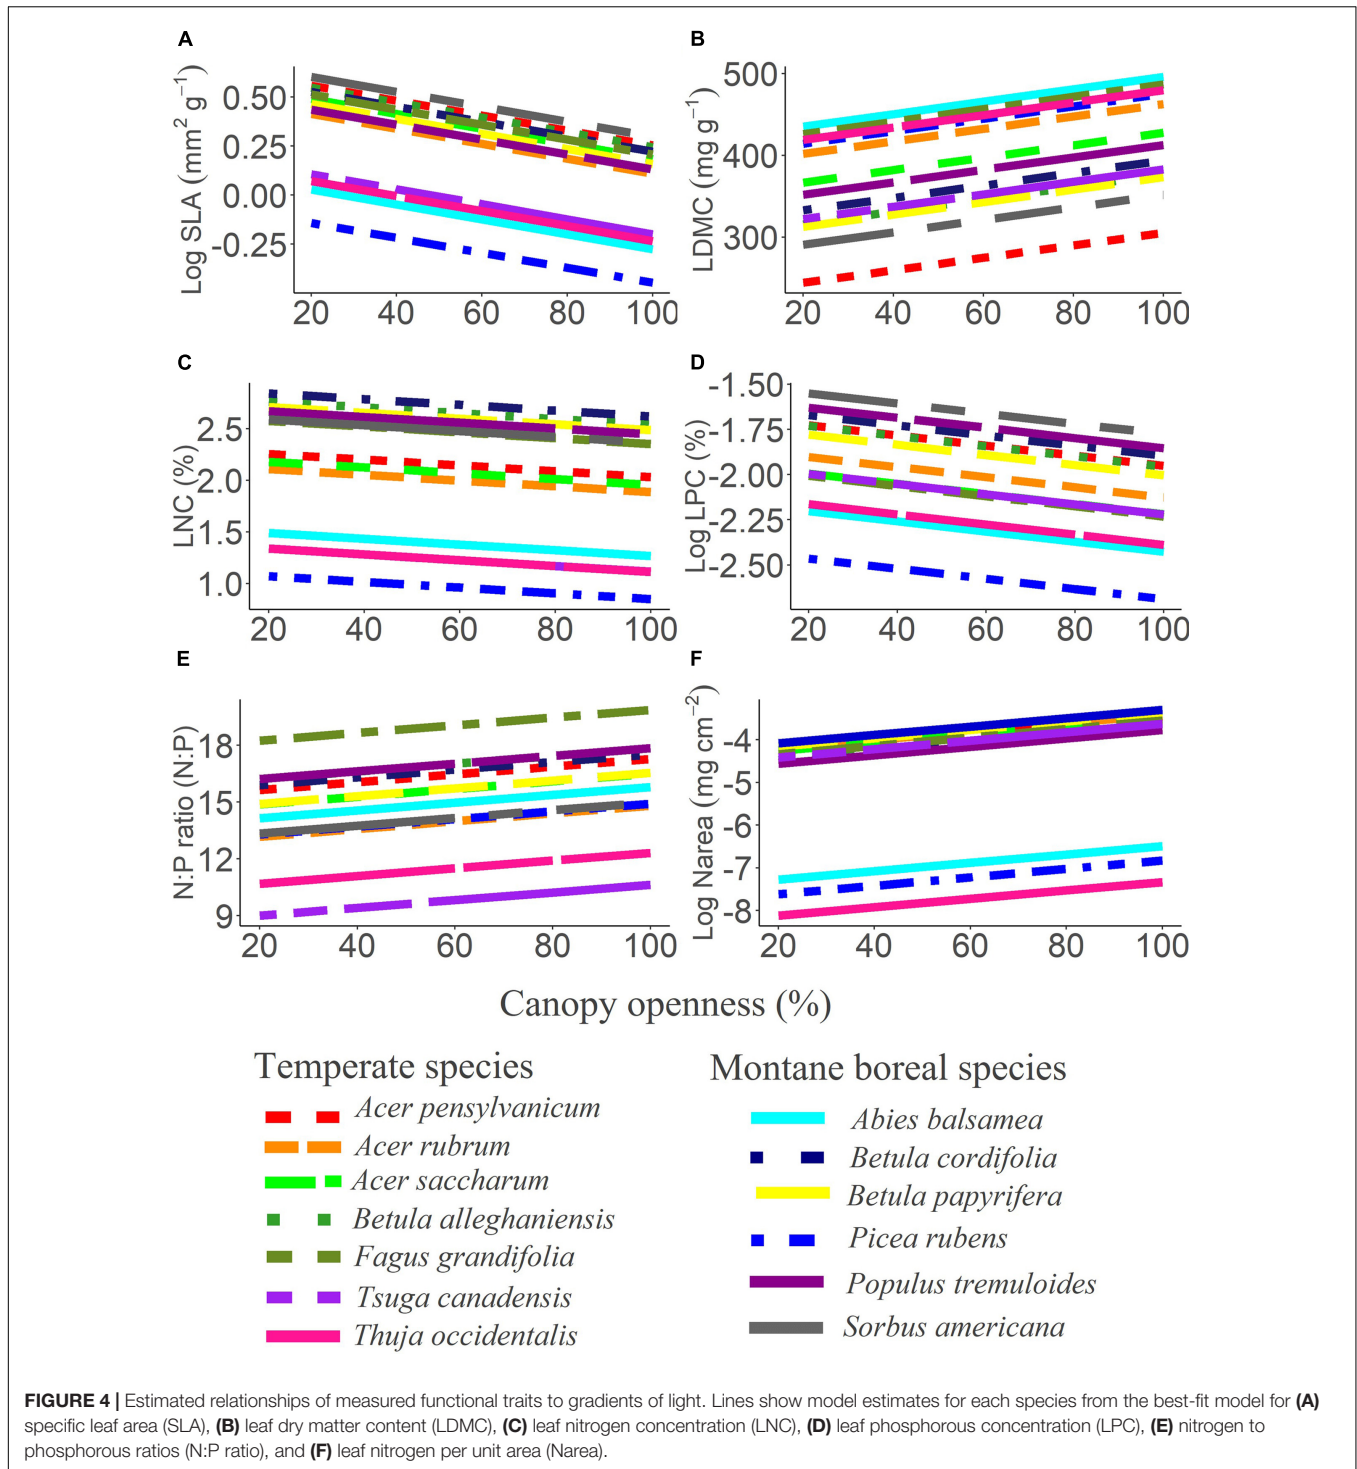 A
Log SLA (mm² g⁻¹)
0.50
0.25
0.00
-0.25
20 40 60 80 100
B
LDMC (mg g⁻¹)
500
400
300
20 40 60 80 100
C
LNC (%)
2.5
2.0
1.5
1.0
20 40 60 80 100
D
Log LPC (%)
-1.50
-1.75
-2.00
-2.25
-2.50
20 40 60 80 100
E
N:P ratio (N:P)
18
15
12
9
20 40 60 80 100
F
Log Narea (mg cm⁻²)
-4
-5
-6
-7
-8
20 40 60 80 100
Canopy openness (%)
Temperate species
Acer pensylvanicum
Acer rubrum
Acer saccharum
Betula alleghaniensis
Fagus grandifolia
Tsuga canadensis
Thuja occidentalis
Montane boreal species
Abies balsamea
Betula cordifolia
Betula papyrifera
Picea rubens
Populus tremuloides
Sorbus americana
FIGURE 4 | Estimated relationships of measured functional traits to gradients of light. Lines show model estimates for each species from the best-fit model for (A)
specific leaf area (SLA), (B) leaf dry matter content (LDMC), (C) leaf nitrogen concentration (LNC), (D) leaf phosphorous concentration (LPC), (E) nitrogen to
phosphorous ratios (N:P ratio), and (F) leaf nitrogen per unit area (Narea).